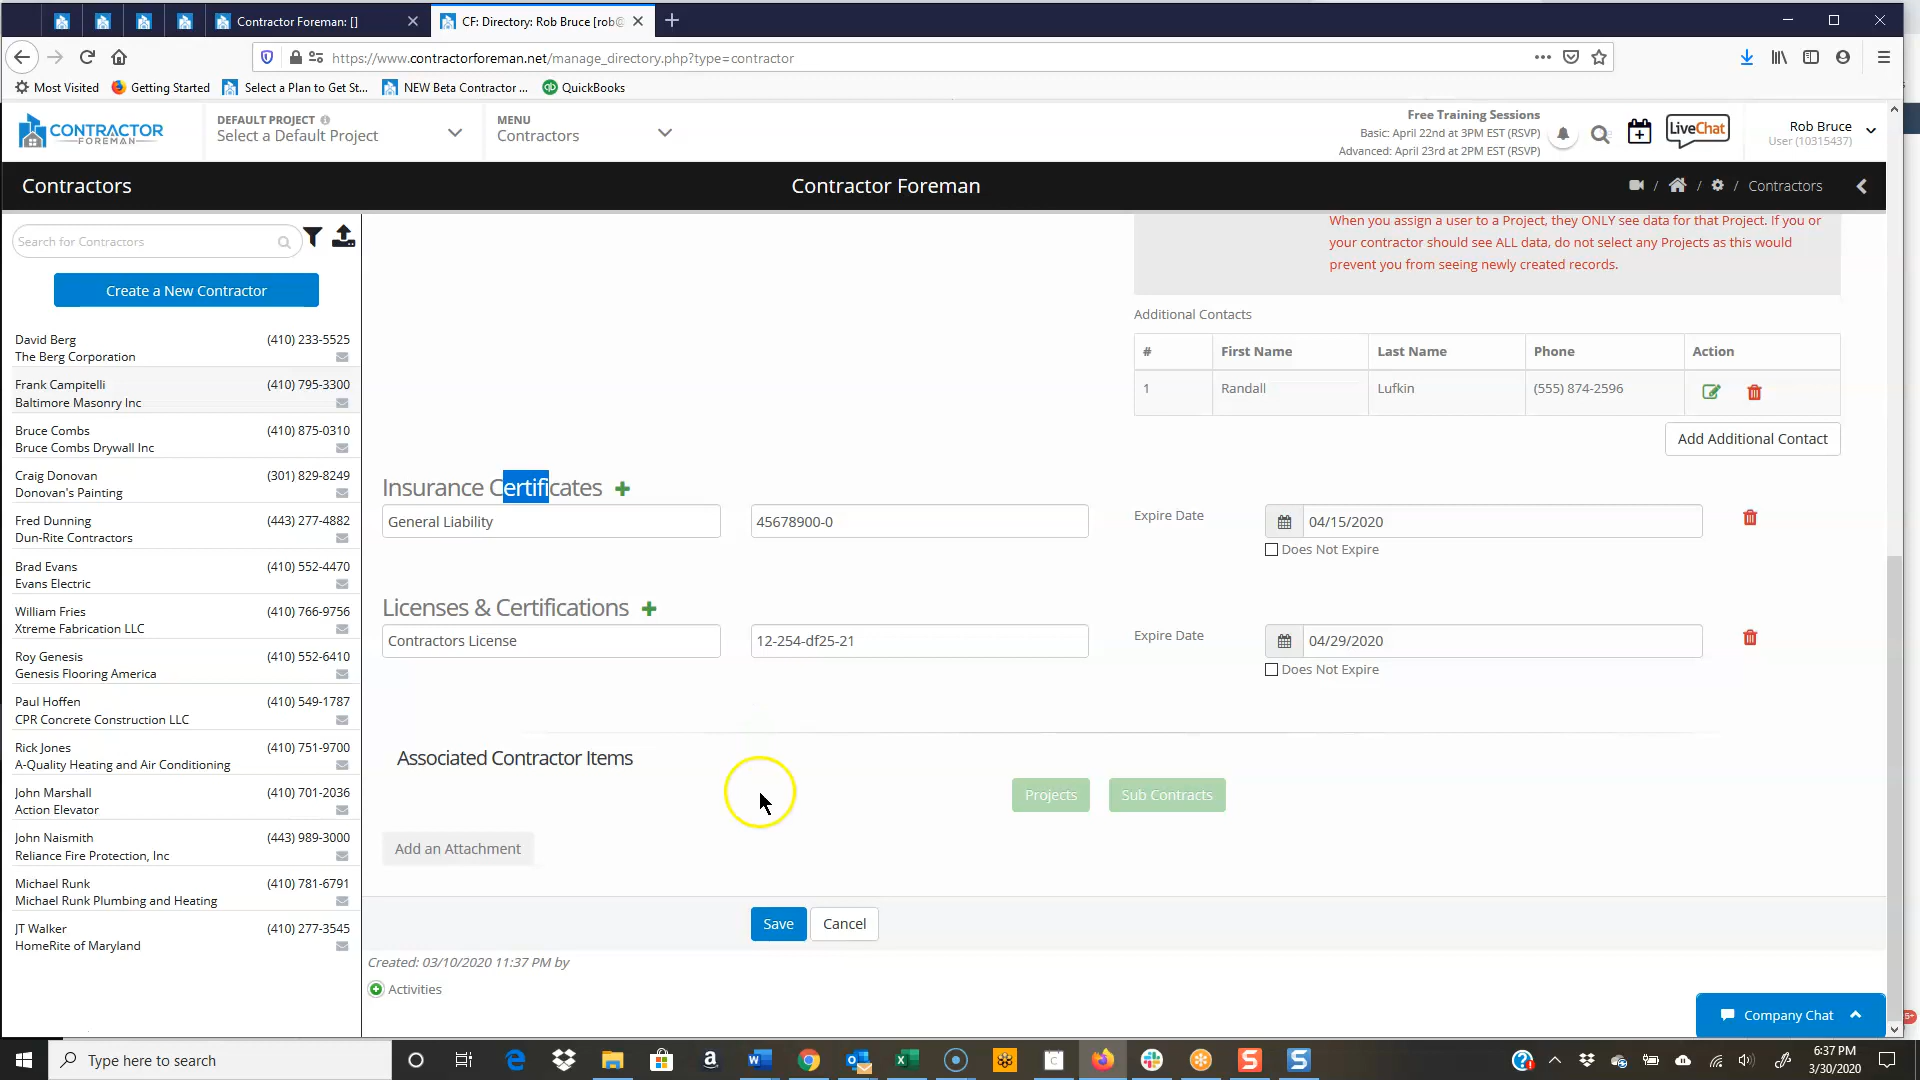 Contractor Foreman: []
CF: Directory: Rob Bruce [rob@
https://www.contractorforeman.net/manage_directory.php?type=contractor
Most Visited
Getting Started
Select a Plan to Get St...
NEW Beta Contractor ...
QuickBooks
CONTRACTOR
FOREMAN
DEFAULT PROJECT
Select a Default Project
MENU
Contractors
Free Training Sessions
Basic: April 22nd at 3PM EST (RSVP)
Advanced: April 23rd at 2PM EST (RSVP)
LiveChat
Rob Bruce
User (10315437)
Contractors
Contractor Foreman
/ / / Contractors
Search for Contractors
Create a New Contractor
David Berg (410) 233-5525
The Berg Corporation
Frank Campitelli (410) 795-3300
Baltimore Masonry Inc
Bruce Combs (410) 875-0310
Bruce Combs Drywall Inc
Craig Donovan (301) 829-8249
Donovan's Painting
Fred Dunning (443) 277-4882
Dun-Rite Contractors
Brad Evans (410) 552-4470
Evans Electric
William Fries (410) 766-9756
Xtreme Fabrication LLC
Roy Genesis (410) 552-6410
Genesis Flooring America
Paul Hoffen (410) 549-1787
CPR Concrete Construction LLC
Rick Jones (410) 751-9700
A-Quality Heating and Air Conditioning
John Marshall (410) 701-2036
Action Elevator
John Naismith (443) 989-3000
Reliance Fire Protection, Inc
Michael Runk (410) 781-6791
Michael Runk Plumbing and Heating
JT Walker (410) 277-3545
HomeRite of Maryland
When you assign a user to a Project, they ONLY see data for that Project. If you or
your contractor should see ALL data, do not select any Projects as this would
prevent you from seeing newly created records.
Additional Contacts
# First Name Last Name Phone Action
1 Randall Lufkin (555) 874-2596
Add Additional Contact
Insurance Certificates
General Liability 45678900-0 Expire Date 04/15/2020
Does Not Expire
Licenses & Certifications
Contractors License 12-254-df25-21 Expire Date 04/29/2020
Does Not Expire
Associated Contractor Items
Projects Sub Contracts
Add an Attachment
Save Cancel
Created: 03/10/2020 11:37 PM by
Activities
Company Chat
Type here to search
6:37 PM
3/30/2020